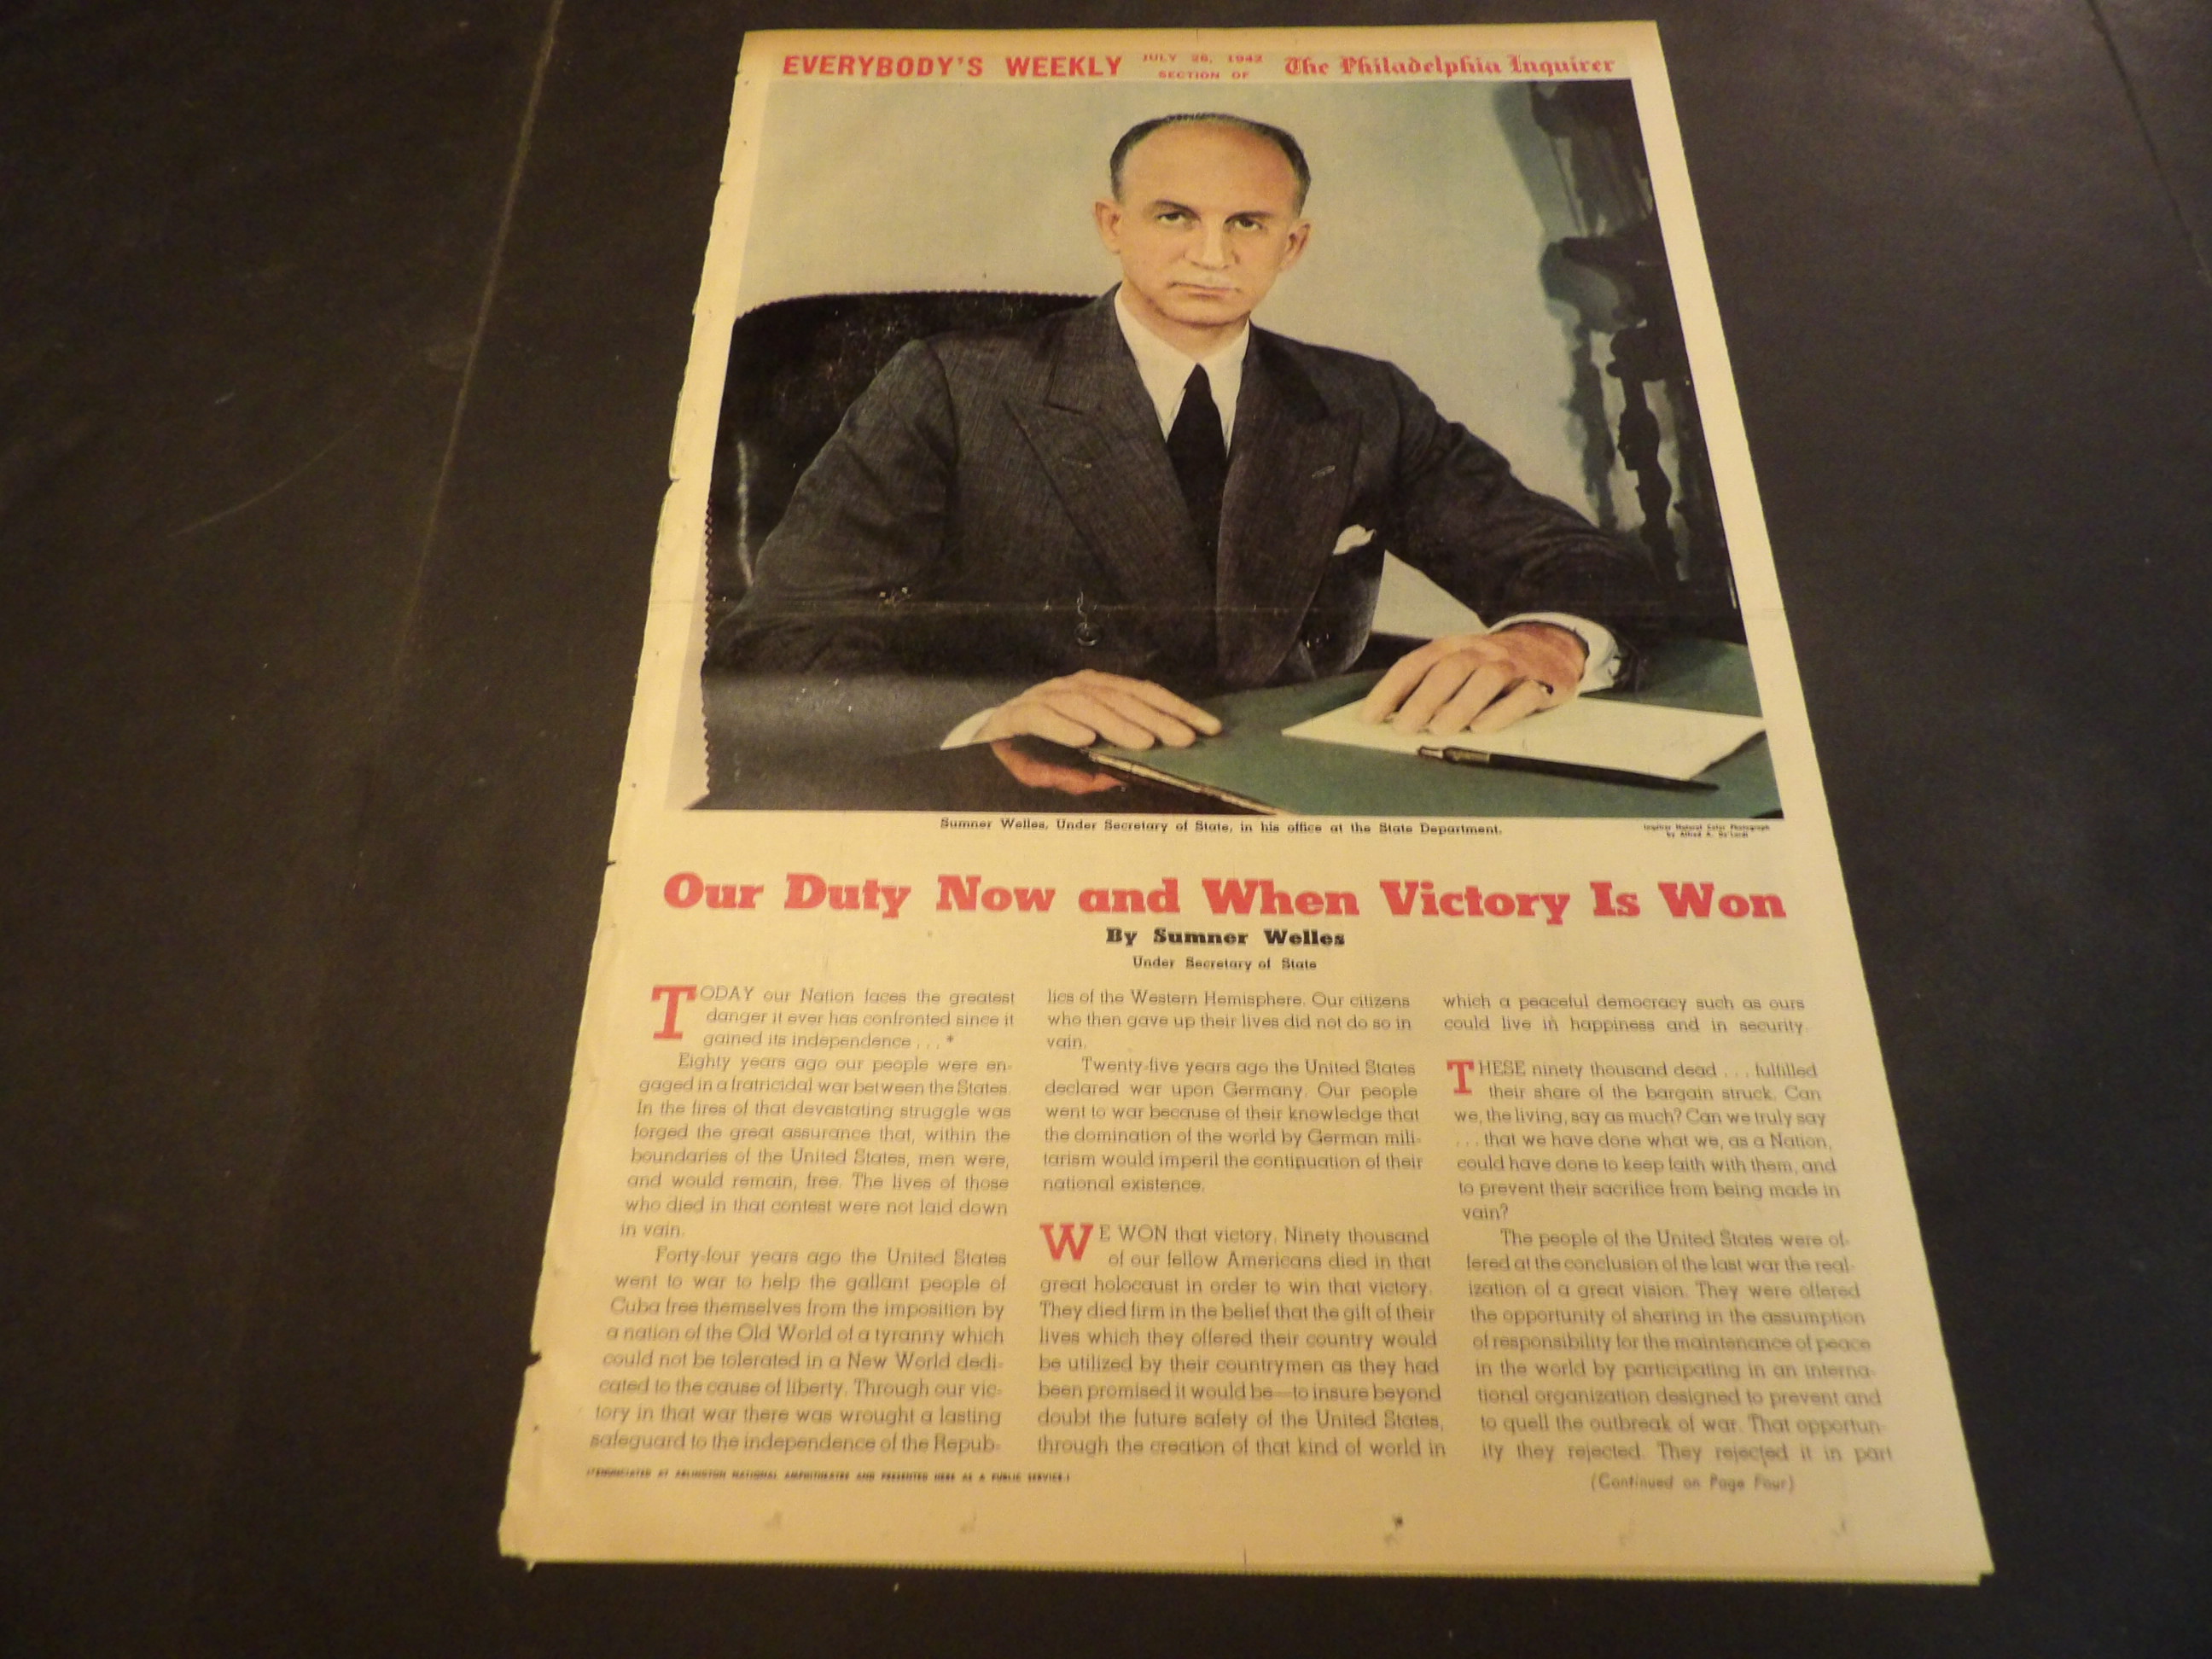 EVERYBODY'S WEEKLY
JULY 26, 1942
SECTION OF
The Philadelphia Inquirer
Sumner Welles, Under Secretary of State, in his office at the State Department.
Inquirer Natural Color Photograph
by Alfred A. De Lardi
Our Duty Now and When Victory Is Won
By Sumner Welles
Under Secretary of State
TODAY our Nation faces the greatest
danger it ever has confronted since it
gained its independence . . . *
Eighty years ago our people were en-
gaged in a fratricidal war between the States.
In the fires of that devastating struggle was
forged the great assurance that, within the
boundaries of the United States, men were,
and would remain, free. The lives of those
who died in that contest were not laid down
in vain.
Forty-four years ago the United States
went to war to help the gallant people of
Cuba free themselves from the imposition by
a nation of the Old World of a tyranny which
could not be tolerated in a New World dedi-
cated to the cause of liberty. Through our vic-
tory in that war there was wrought a lasting
safeguard to the independence of the Repub-
lics of the Western Hemisphere. Our citizens
who then gave up their lives did not do so in
vain.
Twenty-five years ago the United States
declared war upon Germany. Our people
went to war because of their knowledge that
the domination of the world by German mili-
tarism would imperil the continuation of their
national existence.
WE WON that victory. Ninety thousand
of our fellow Americans died in that
great holocaust in order to win that victory.
They died firm in the belief that the gift of their
lives which they offered their country would
be utilized by their countrymen as they had
been promised it would be—to insure beyond
doubt the future safety of the United States,
through the creation of that kind of world in
which a peaceful democracy such as ours
could live in happiness and in security.
THESE ninety thousand dead . . . fulfilled
their share of the bargain struck. Can
we, the living, say as much? Can we truly say
. . . that we have done what we, as a Nation,
could have done to keep faith with them, and
to prevent their sacrifice from being made in
vain?
The people of the United States were of-
fered at the conclusion of the last war the real-
ization of a great vision. They were offered
the opportunity of sharing in the assumption
of responsibility for the maintenance of peace
in the world by participating in an interna-
tional organization designed to prevent and
to quell the outbreak of war. That opportun-
ity they rejected. They rejected it in part
(Continued on Page Four)
AT ARLINGTON NATIONAL AMPHITHEATRE AND PRESENTED HERE AS A PUBLIC SERVICE.)